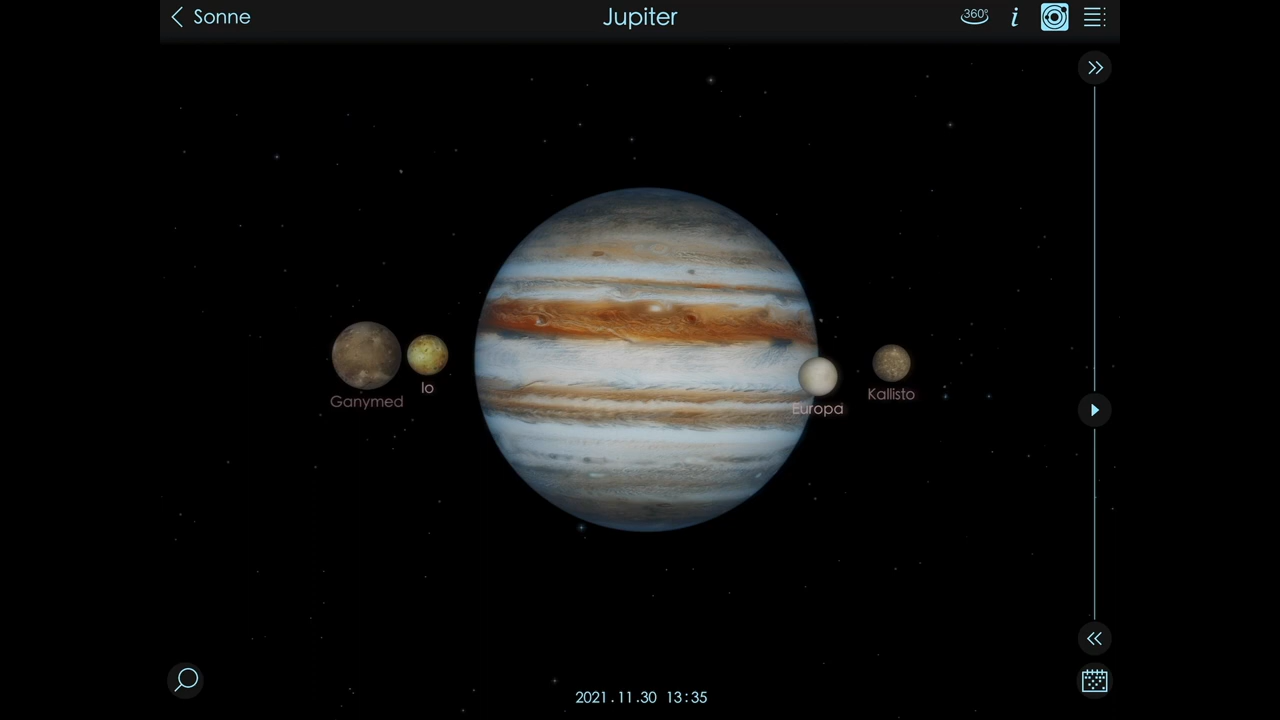 Sonne
Jupiter
360°
i
Ganymed
Io
Europa
Kallisto
2021.11.30 13:35